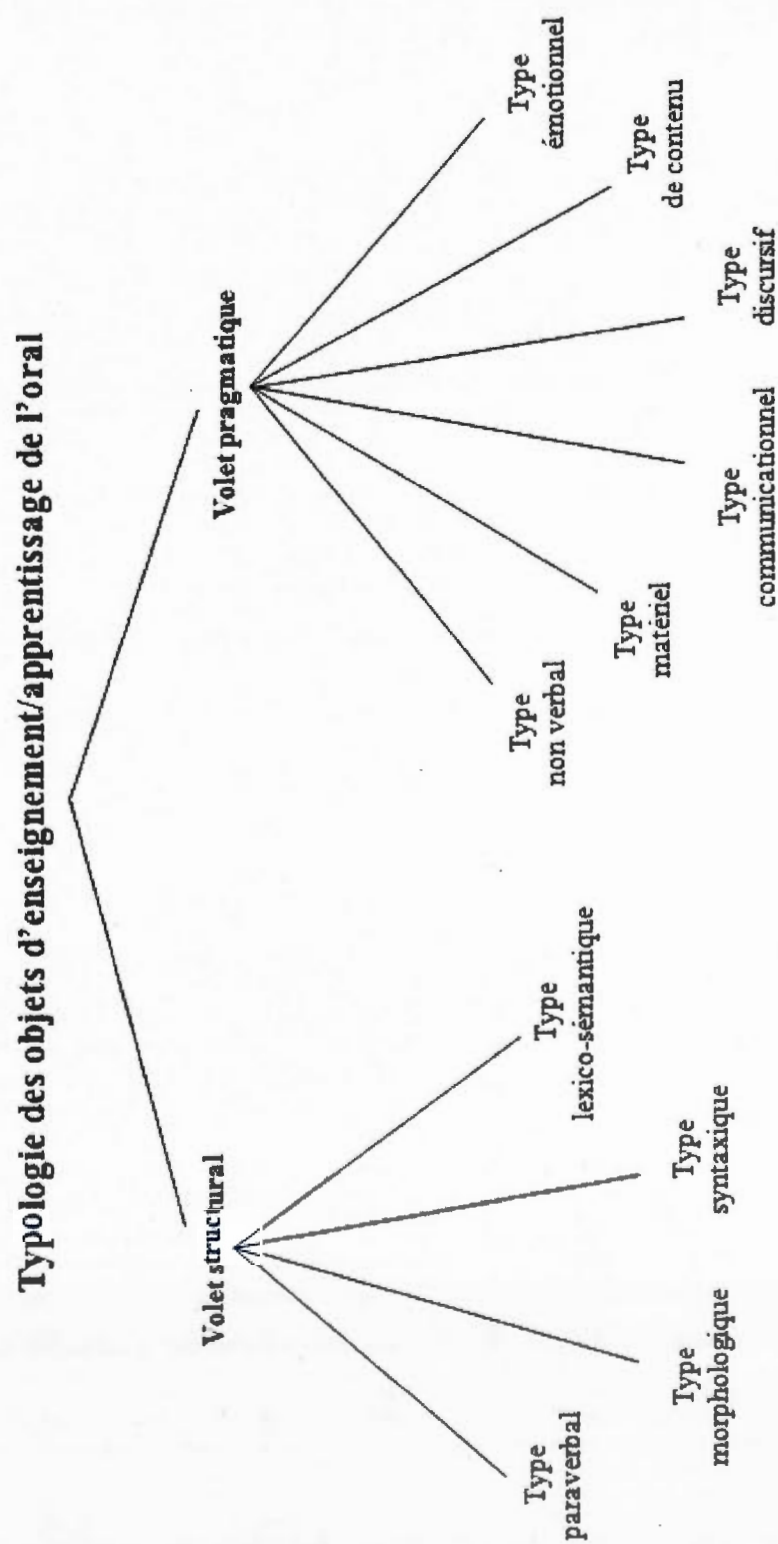 Typologie des objets d'enseignement/apprentissage de l'oral
Volet structural
Volet pragmatique
Type
paraverbal
Type
morphologique
Type
syntaxique
Type
lexico-sémantique
Type
non verbal
Type
matériel
Type
communicationnel
Type
discursif
Type
de contenu
Type
émotionnel